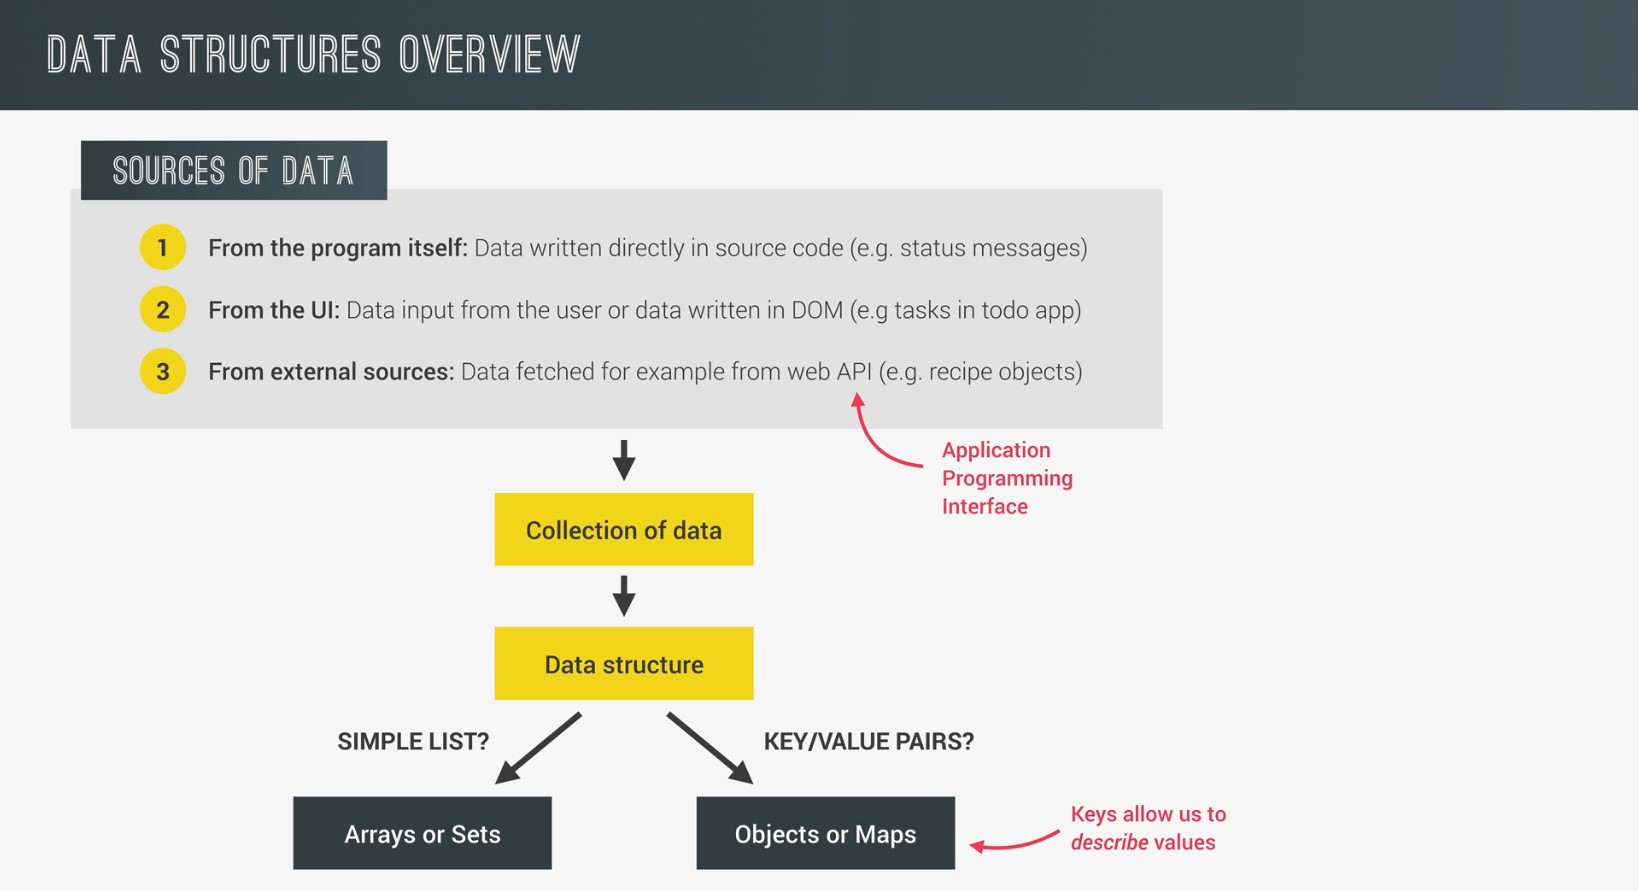 DATA STRUCTURES OVERVIEW
SOURCES OF DATA
1 From the program itself: Data written directly in source code (e.g. status messages)
2 From the UI: Data input from the user or data written in DOM (e.g tasks in todo app)
3 From external sources: Data fetched for example from web API (e.g. recipe objects)
Application
Programming
Interface
Collection of data
Data structure
SIMPLE LIST?
KEY/VALUE PAIRS?
Arrays or Sets
Objects or Maps
Keys allow us to
describe values